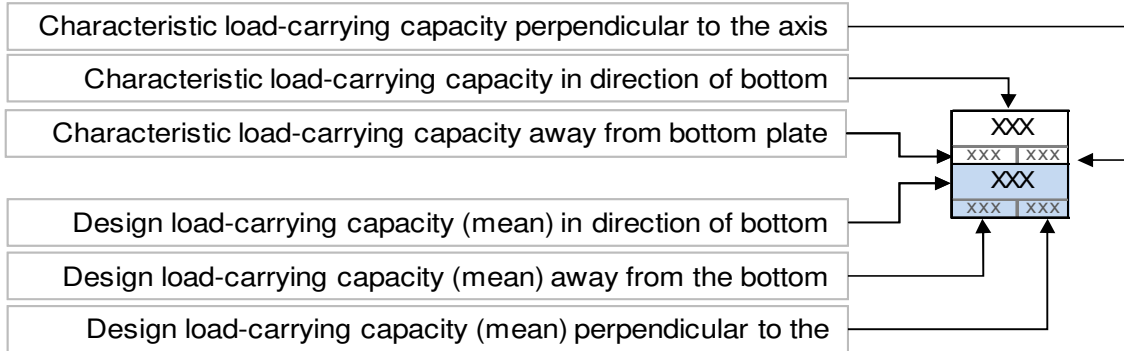 Characteristic load-carrying capacity perpendicular to the axis
Characteristic load-carrying capacity in direction of bottom
Characteristic load-carrying capacity away from bottom plate
Design load-carrying capacity (mean) in direction of bottom
Design load-carrying capacity (mean) away from the bottom
Design load-carrying capacity (mean) perpendicular to the
XXX
xxx xxx
XXX
xxx xxx